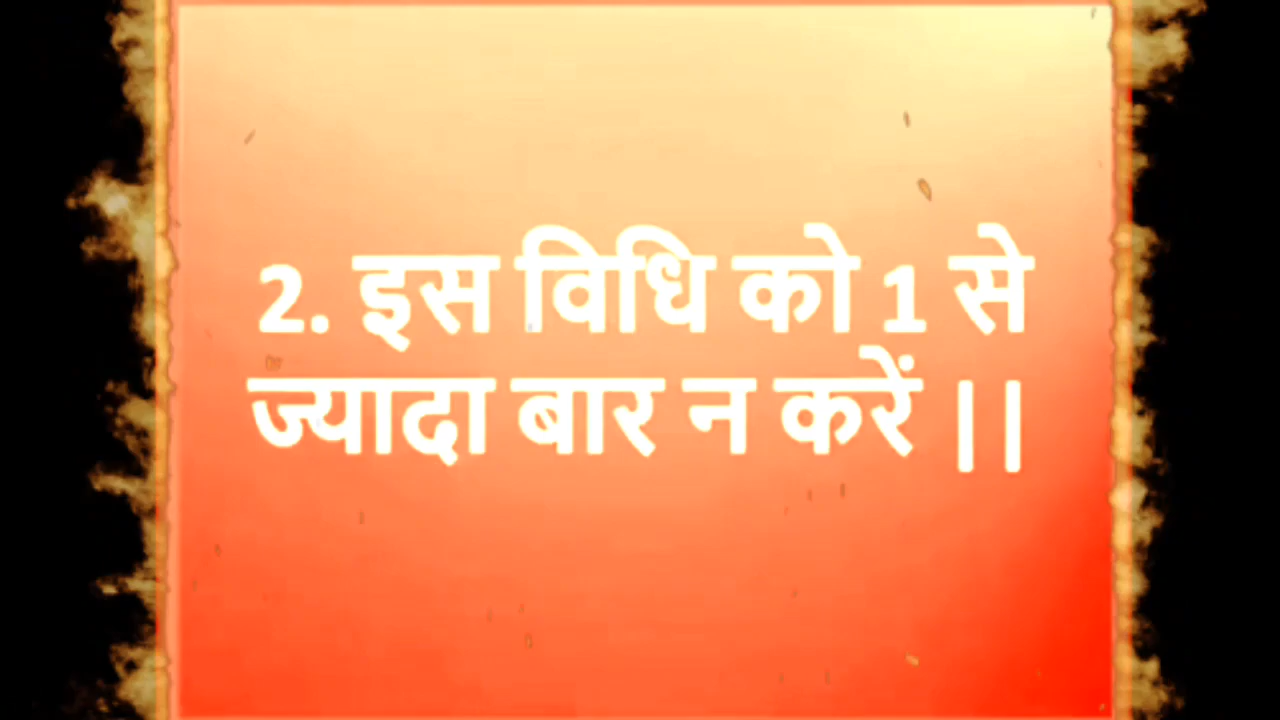 2. इस विधि को 1 से
ज्यादा बार न करें ||